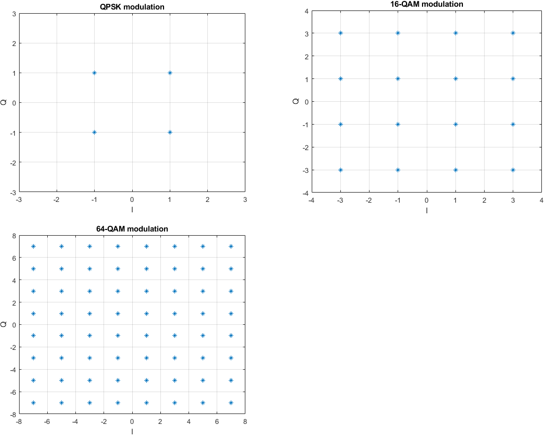 QPSK modulation
3
2
1
0
-1
-2
-3
Q
-3 -2 -1 0 1 2 3
I
16-QAM modulation
4
3
2
1
0
-1
-2
-3
-4
Q
-4 -3 -2 -1 0 1 2 3 4
I
64-QAM modulation
8
6
4
2
0
-2
-4
-6
-8
Q
-8 -6 -4 -2 0 2 4 6 8
I